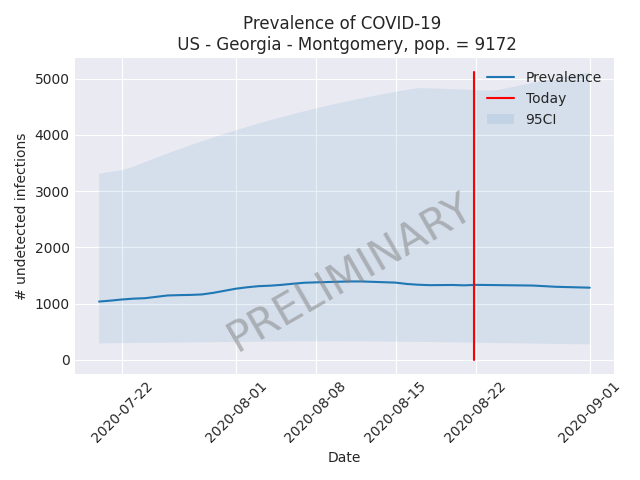 Prevalence of COVID-19
US - Georgia - Montgomery, pop. = 9172
# undetected infections
5000
4000
3000
2000
1000
0
Prevalence
Today
95CI
PRELIMINARY
2020-07-22
2020-08-01
2020-08-08
2020-08-15
2020-08-22
2020-09-01
Date